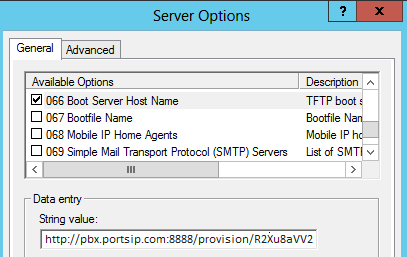 Server Options
? x
General Advanced
Available Options Description
066 Boot Server Host Name TFTP boot s
067 Bootfile Name Bootfile Nam
068 Mobile IP Home Agents Mobile IP ho
069 Simple Mail Transport Protocol (SMTP) Servers List of SMT
Data entry
String value:
http://pbx.portsip.com:8888/provision/R2Xu8aVV2